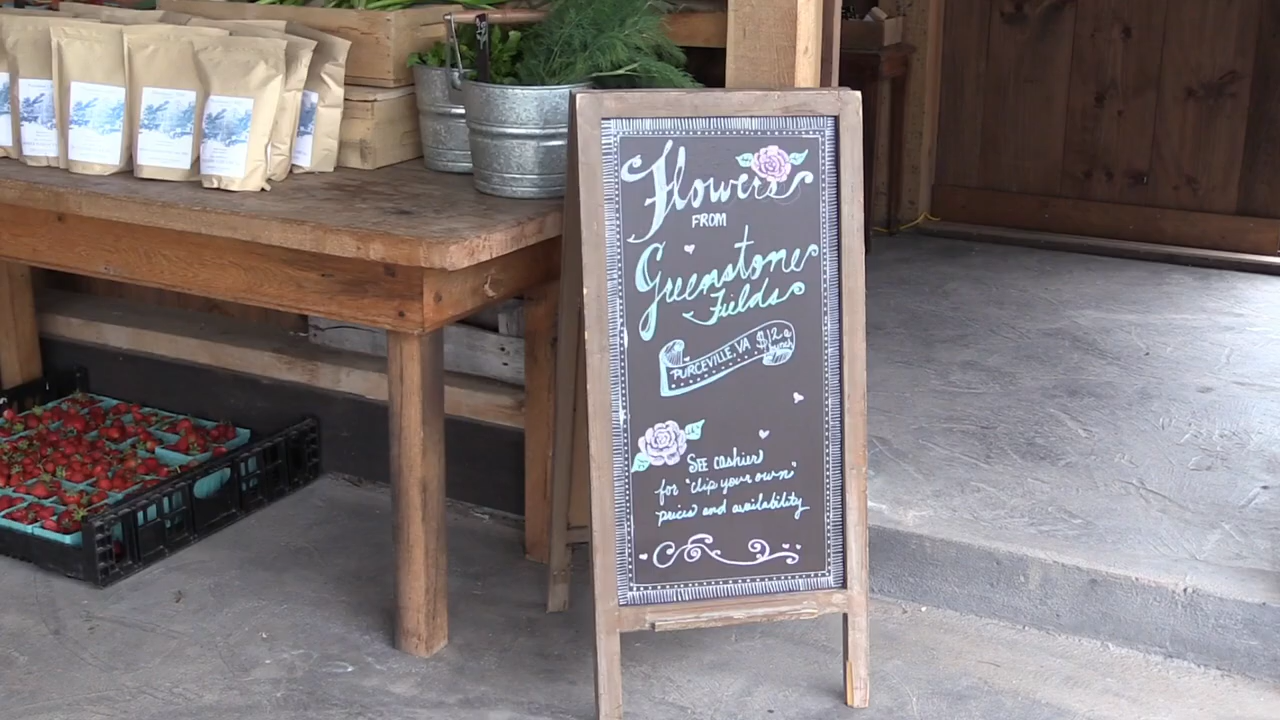 Flowers
FROM
Greenstone
Fields
PURCEVILLE, VA $12 a
bunch
SEE cashier
for "clip your own"
prices and availability